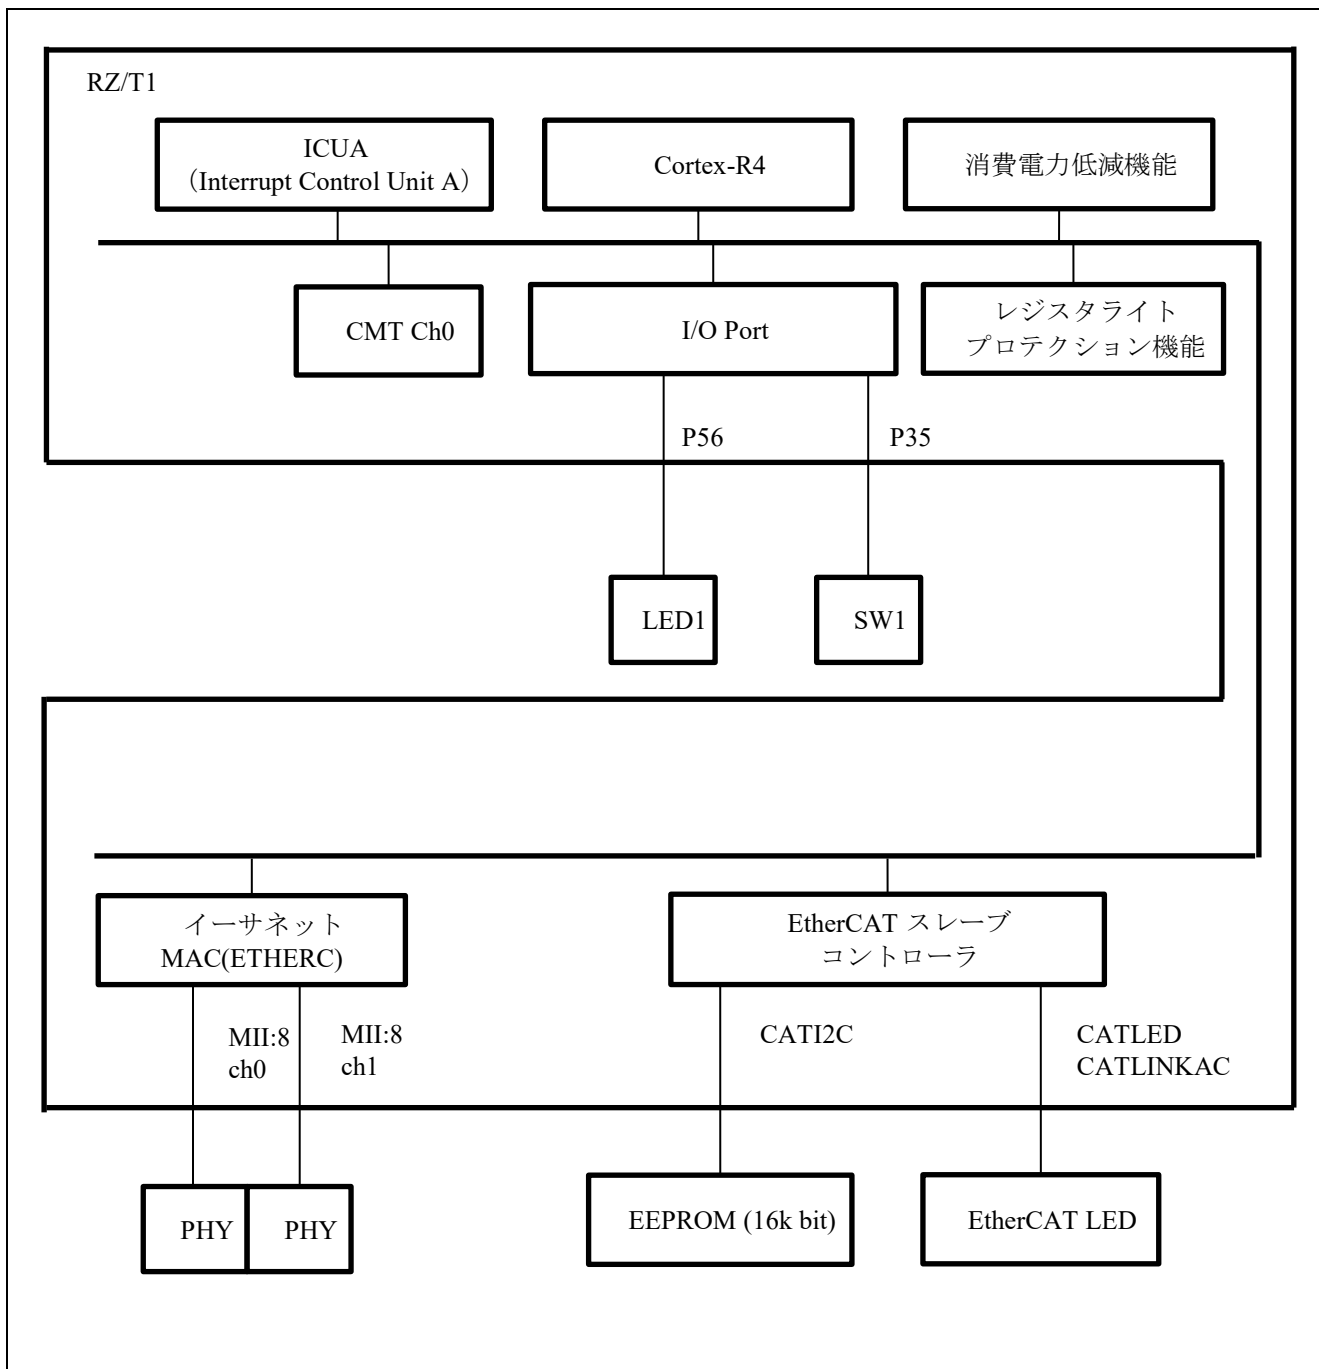 RZ/T1
ICUA
（Interrupt Control Unit A）
Cortex-R4
消費電力低減機能
CMT Ch0
I/O Port
レジスタライト
プロテクション機能
P56
P35
LED1
SW1
イーサネット
MAC(ETHERC)
EtherCAT スレーブ
コントローラ
MII:8
ch0
MII:8
ch1
CATI2C
CATLED
CATLINKAC
PHY
PHY
EEPROM (16k bit)
EtherCAT LED